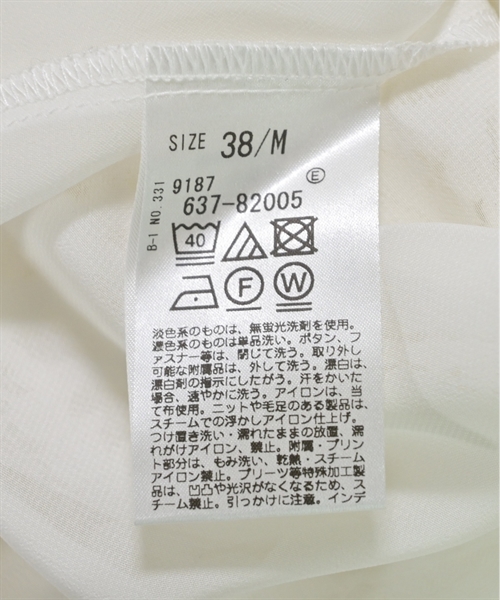 SIZE 38/M
B-1 NO.331
9187
E
637-82005
40
F
W
淡色系のものは、無蛍光洗剤を使用。
濃色系のものは単品洗い。ボタン、フ
ァスナー等は、閉じて洗う。取り外し
可能な附属品は、外して洗う。漂白は、
漂白剤の指示にしたがう。汗をかいた
場合、速やかに洗う。アイロンは、当
て布使用。ニットや毛足のある製品は、
スチームでの浮かしアイロン仕上げ。
つけ置き洗い・濡れたままの放置、濡
れがけアイロン、禁止。附属・プリン
ト部分は、もみ洗い、乾熱・スチーム
アイロン禁止。プリーツ等特殊加工製
品は、凹凸や光沢がなくなるため、ス
チーム禁止。引っかけに注意。インデ